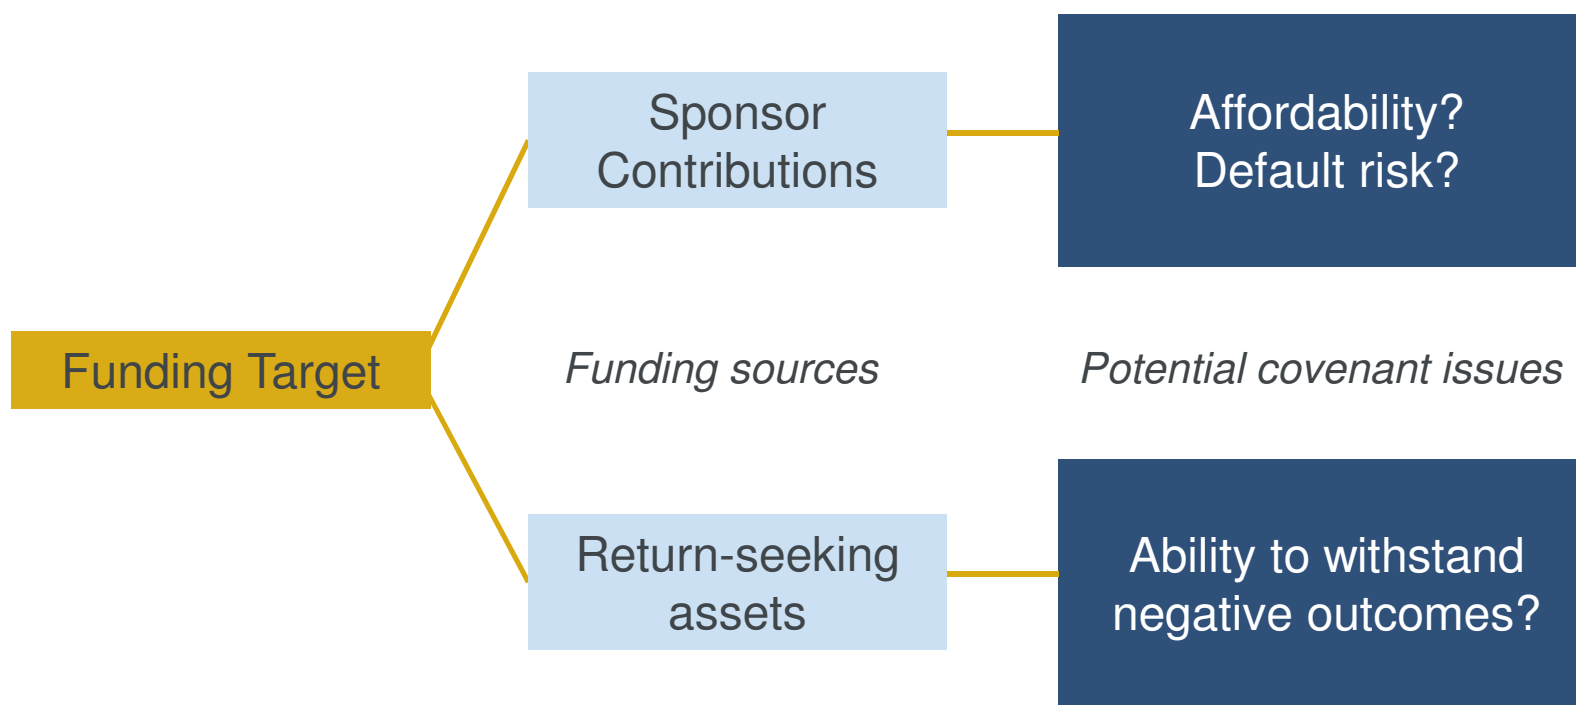 Sponsor
Contributions
Affordability?
Default risk?
Funding Target
Funding sources
Potential covenant issues
Return-seeking
assets
Ability to withstand
negative outcomes?